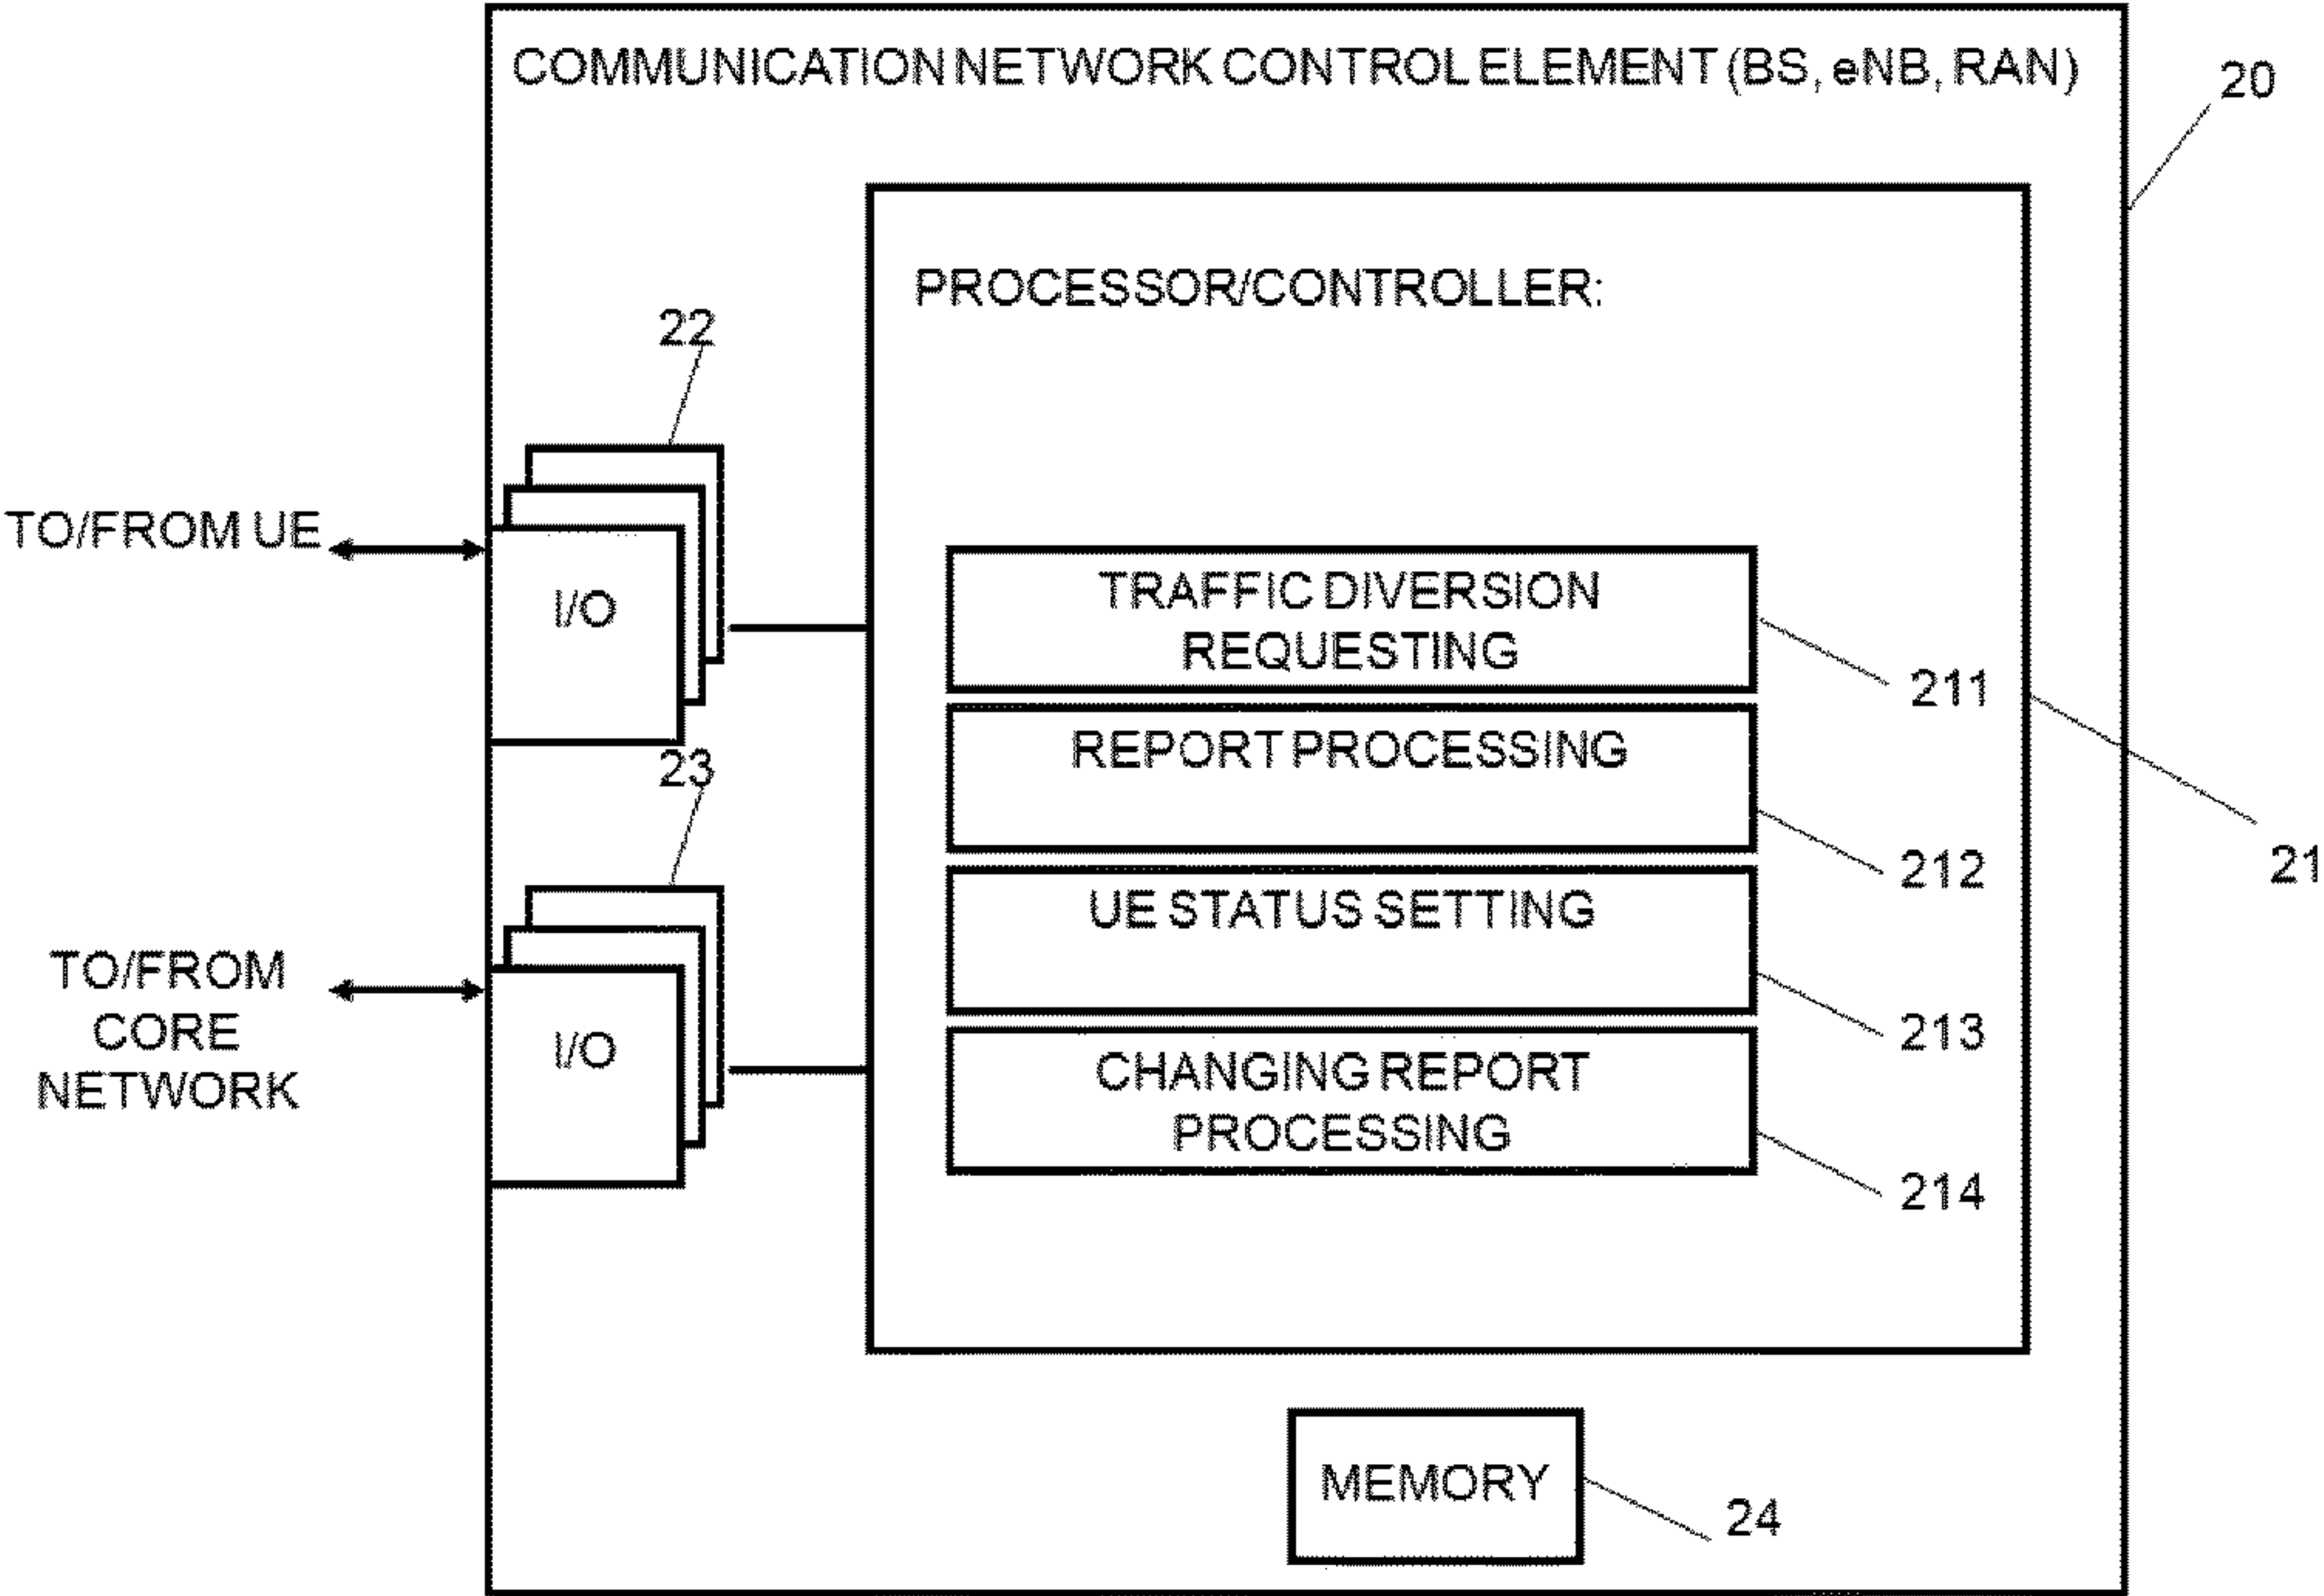 COMMUNICATION NETWORK CONTROL ELEMENT (BS, eNB, RAN)
20
PROCESSOR/CONTROLLER:
22
TO/FROM UE
I/O
TRAFFIC DIVERSION
REQUESTING
211
REPORT PROCESSING
23
212
21
UE STATUS SETTING
TO/FROM
CORE
NETWORK
I/O
213
CHANGING REPORT
PROCESSING
214
MEMORY
24